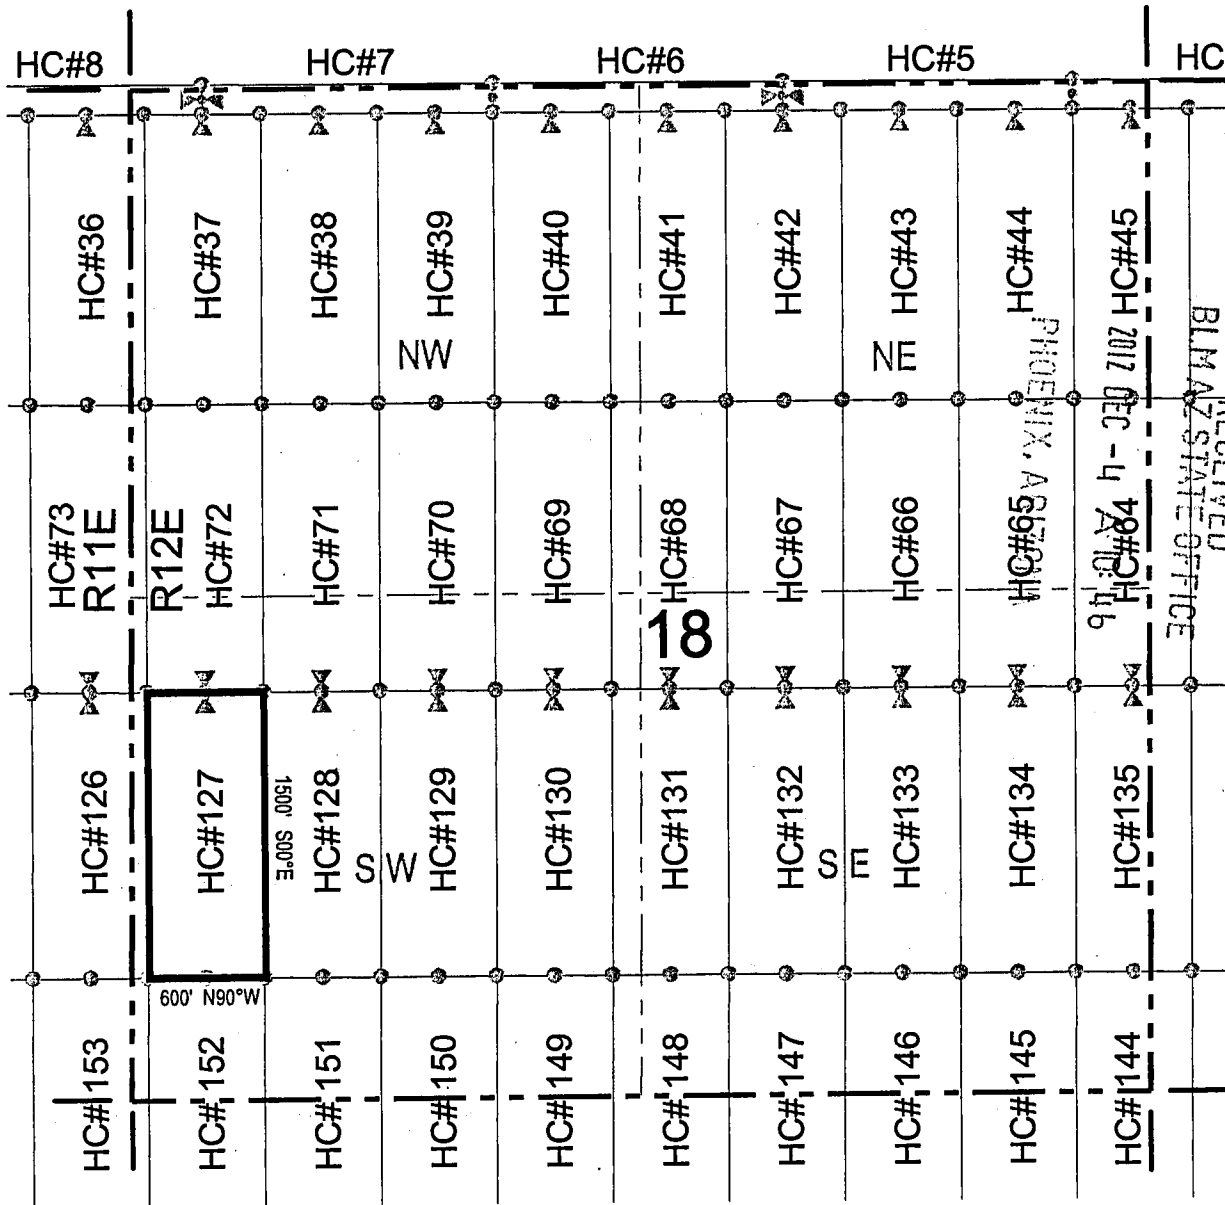 HC#8 HC#7 HC#6 HC#5 HC
HC#36 HC#37 HC#38 HC#39 HC#40 HC#41 HC#42 HC#43 HC#44 HC#45
NW NE
HC#73 HC#72 HC#71 HC#70 HC#69 HC#68 HC#67 HC#66 HC#65 HC#64
R11E R12E
18
HC#126 HC#127 HC#128 HC#129 HC#130 HC#131 HC#132 HC#133 HC#134 HC#135
1500' S00°E
SW SE
600' N90°W
HC#153 HC#152 HC#151 HC#150 HC#149 HC#148 HC#147 HC#146 HC#145 HC#144
RECEIVED
BLM AZ STATE OFFICE
2012 DEC -4 A 10:46
PHOENIX, ARIZONA